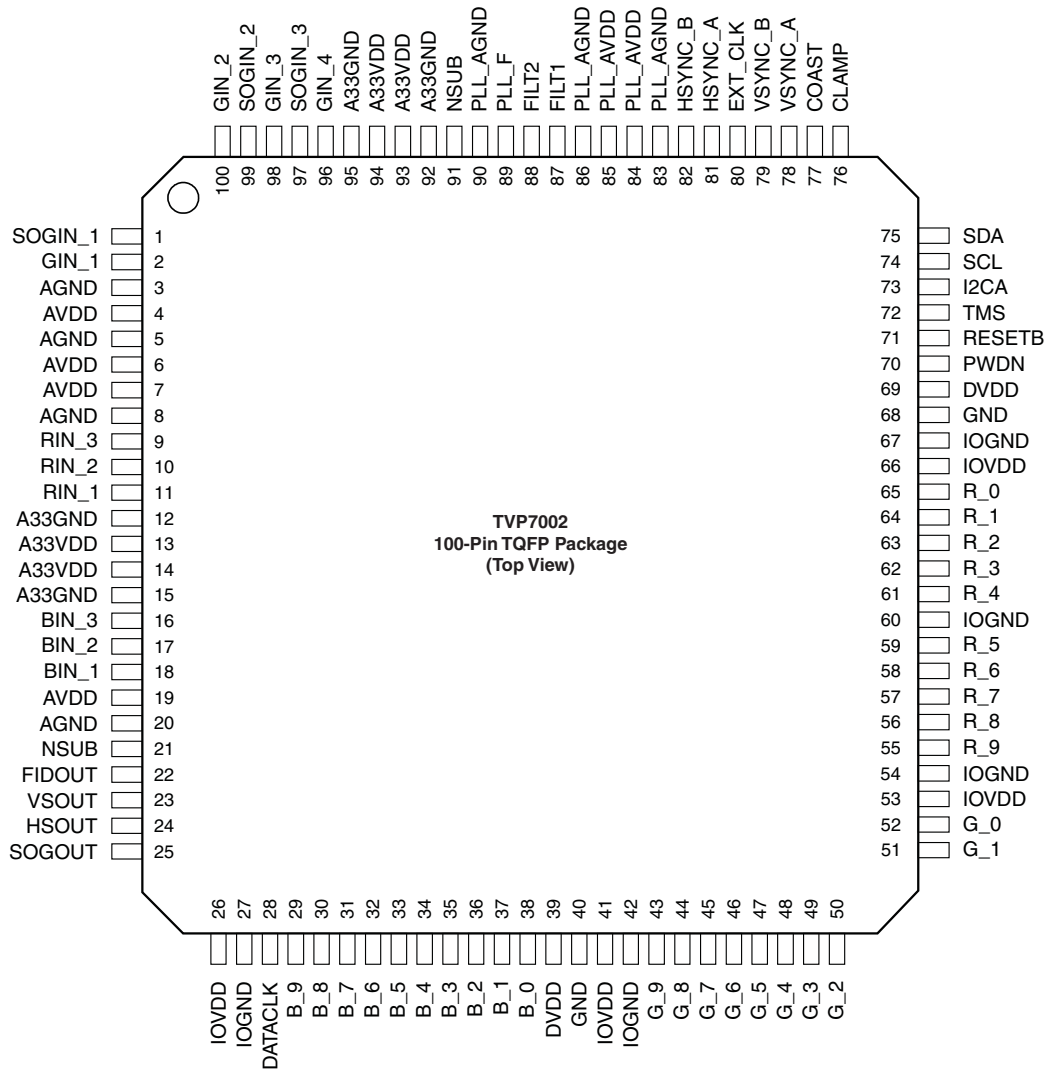 GIN_2
SOGIN_2
GIN_3
SOGIN_3
GIN_4
A33GND
A33VDD
A33VDD
A33GND
NSUB
PLL_AGND
PLL_F
FILT2
FILT1
PLL_AGND
PLL_AVDD
PLL_AVDD
PLL_AGND
HSYNC_B
HSYNC_A
EXT_CLK
VSYNC_B
VSYNC_A
COAST
CLAMP
100
99
98
97
96
95
94
93
92
91
90
89
88
87
86
85
84
83
82
81
80
79
78
77
76
SOGIN_1 1
GIN_1 2
AGND 3
AVDD 4
AGND 5
AVDD 6
AVDD 7
AGND 8
RIN_3 9
RIN_2 10
RIN_1 11
A33GND 12
A33VDD 13
A33VDD 14
A33GND 15
BIN_3 16
BIN_2 17
BIN_1 18
AVDD 19
AGND 20
NSUB 21
FIDOUT 22
VSOUT 23
HSOUT 24
SOGOUT 25
TVP7002
100-Pin TQFP Package
(Top View)
75 SDA
74 SCL
73 I2CA
72 TMS
71 RESETB
70 PWDN
69 DVDD
68 GND
67 IOGND
66 IOVDD
65 R_0
64 R_1
63 R_2
62 R_3
61 R_4
60 IOGND
59 R_5
58 R_6
57 R_7
56 R_8
55 R_9
54 IOGND
53 IOVDD
52 G_0
51 G_1
26
27
28
29
30
31
32
33
34
35
36
37
38
39
40
41
42
43
44
45
46
47
48
49
50
IOVDD
IOGND
DATACLK
B_9
B_8
B_7
B_6
B_5
B_4
B_3
B_2
B_1
B_0
DVDD
GND
IOVDD
IOGND
G_9
G_8
G_7
G_6
G_5
G_4
G_3
G_2